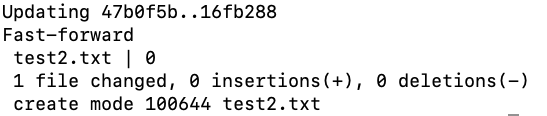 Updating 47b0f5b..16fb288
Fast-forward
 test2.txt | 0
 1 file changed, 0 insertions(+), 0 deletions(-)
 create mode 100644 test2.txt